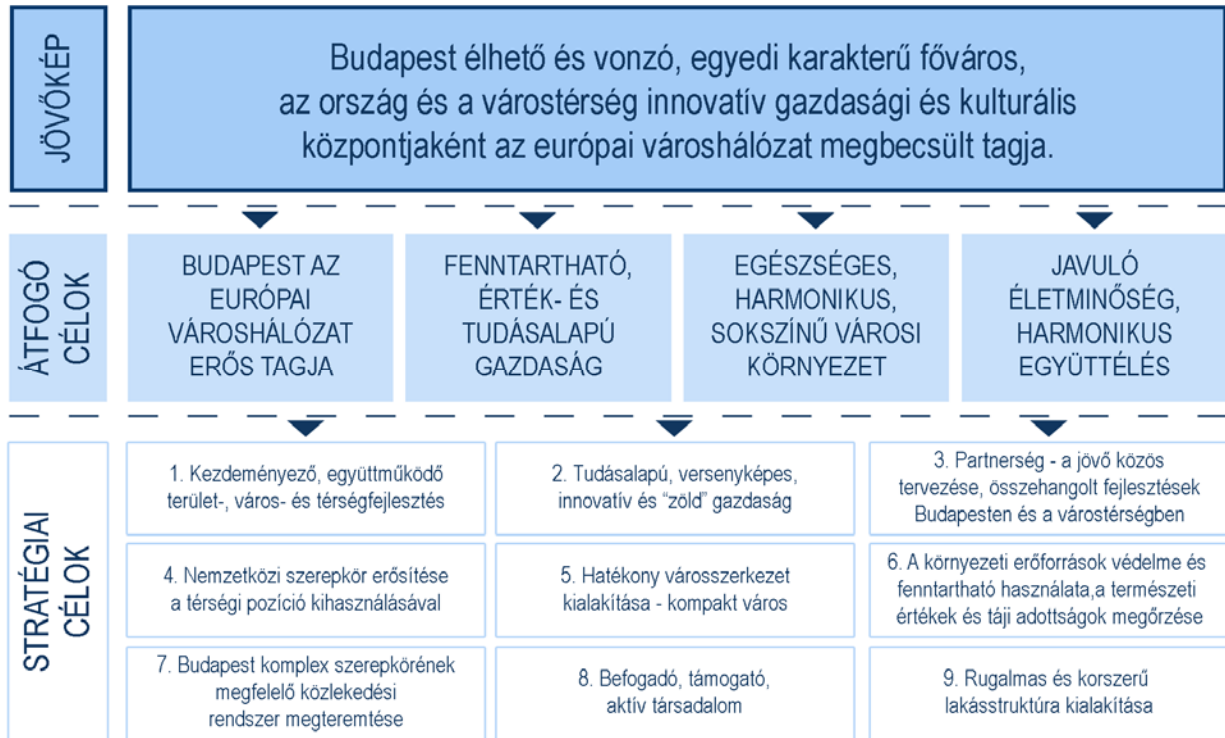 JÖVŐKÉP
Budapest élhető és vonzó, egyedi karakterű főváros,
az ország és a várostérség innovatív gazdasági és kulturális
központjaként az európai városhálózat megbecsült tagja.
ÁTFOGÓ
CÉLOK
BUDAPEST AZ
EURÓPAI
VÁROSHÁLÓZAT
ERŐS TAGJA
FENNTARTHATÓ,
ÉRTÉK- ÉS
TUDÁSALAPÚ
GAZDASÁG
EGÉSZSÉGES,
HARMONIKUS,
SOKSZÍNŰ VÁROSI
KÖRNYEZET
JAVULÓ
ÉLETMINŐSÉG,
HARMONIKUS
EGYÜTTÉLÉS
STRATÉGIAI
CÉLOK
1. Kezdeményező, együttműködő
terület-, város- és térségfejlesztés
2. Tudásalapú, versenyképes,
innovatív és “zöld” gazdaság
3. Partnerség - a jövő közös
tervezése, összehangolt fejlesztések
Budapesten és a várostérségben
4. Nemzetközi szerepkör erősítése
a térségi pozíció kihasználásával
5. Hatékony városszerkezet
kialakítása - kompakt város
6. A környezeti erőforrások védelme és
fenntartható használata,a természeti
értékek és táji adottságok megőrzése
7. Budapest komplex szerepkörének
megfelelő közlekedési
rendszer megteremtése
8. Befogadó, támogató,
aktív társadalom
9. Rugalmas és korszerű
lakásstruktúra kialakítása